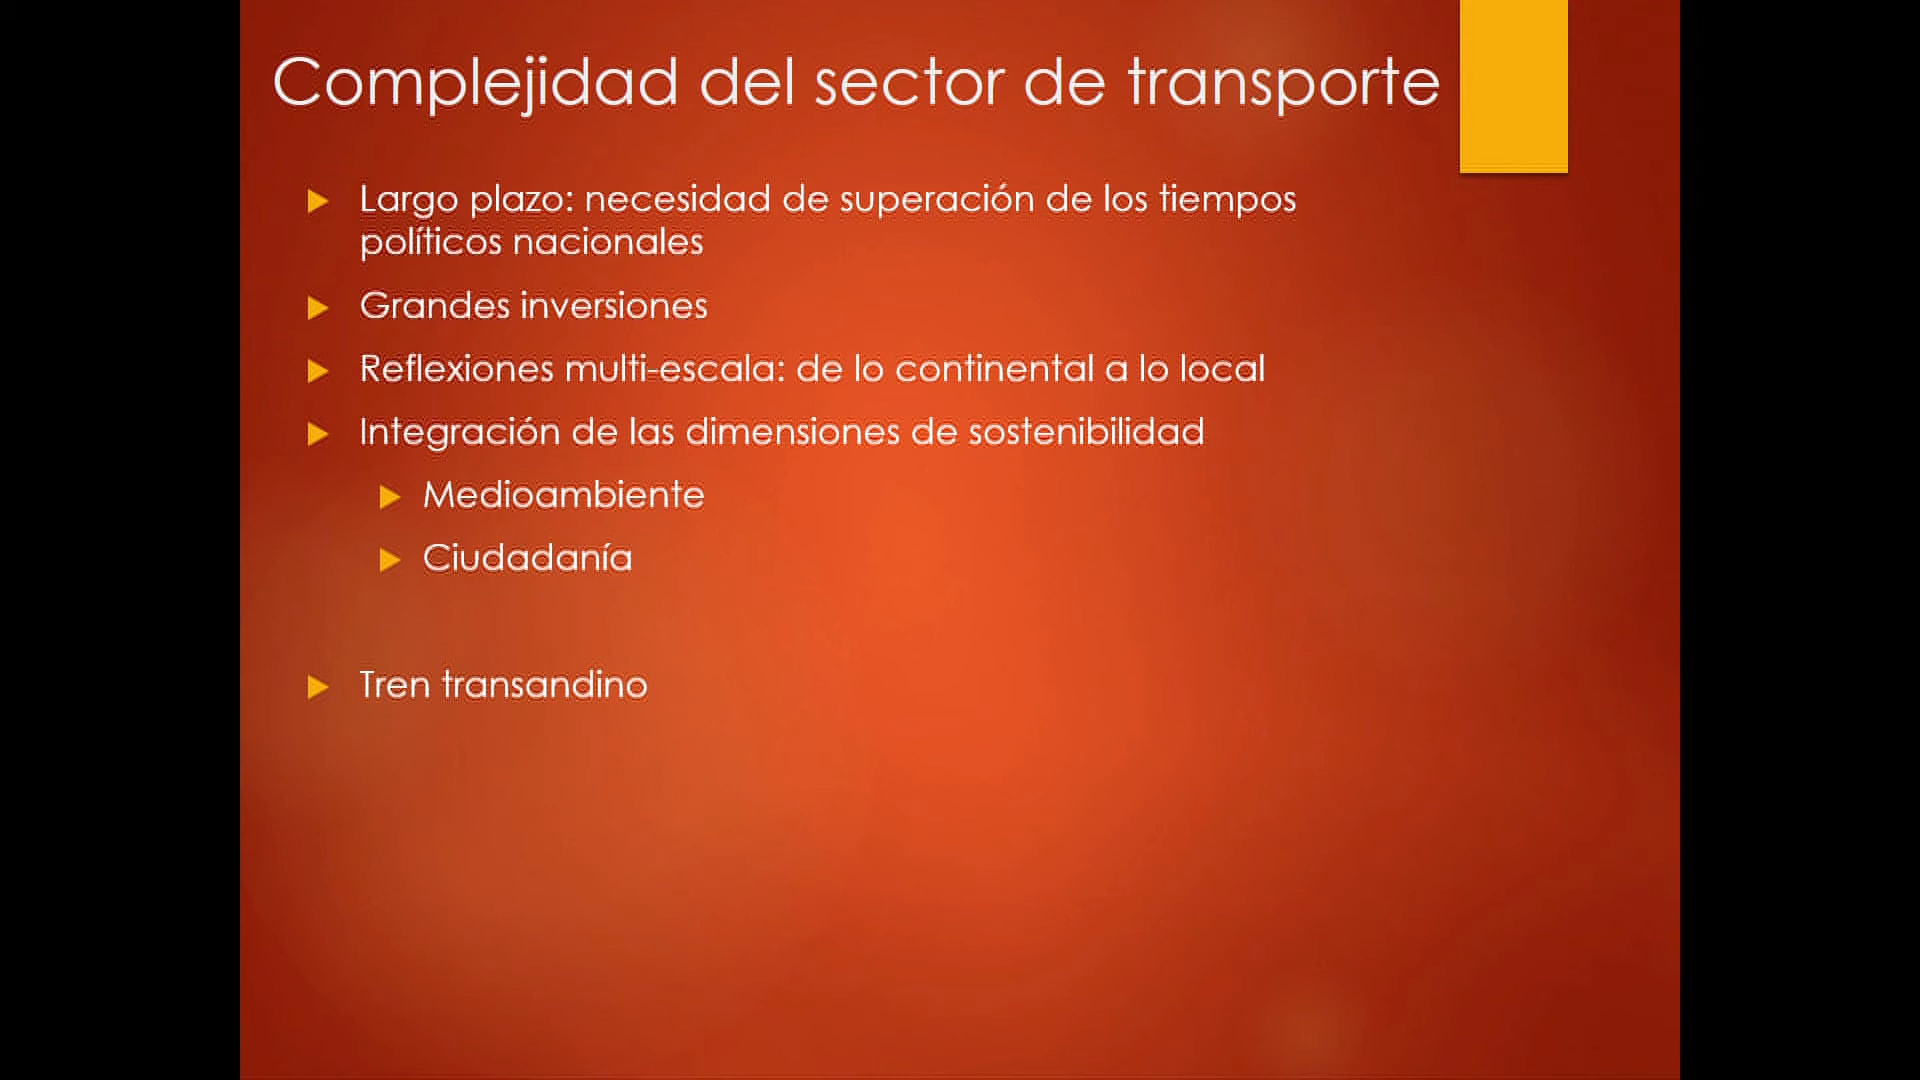 Complejidad del sector de transporte
Largo plazo: necesidad de superación de los tiempos
políticos nacionales
Grandes inversiones
Reflexiones multi-escala: de lo continental a lo local
Integración de las dimensiones de sostenibilidad
Medioambiente
Ciudadanía
Tren transandino